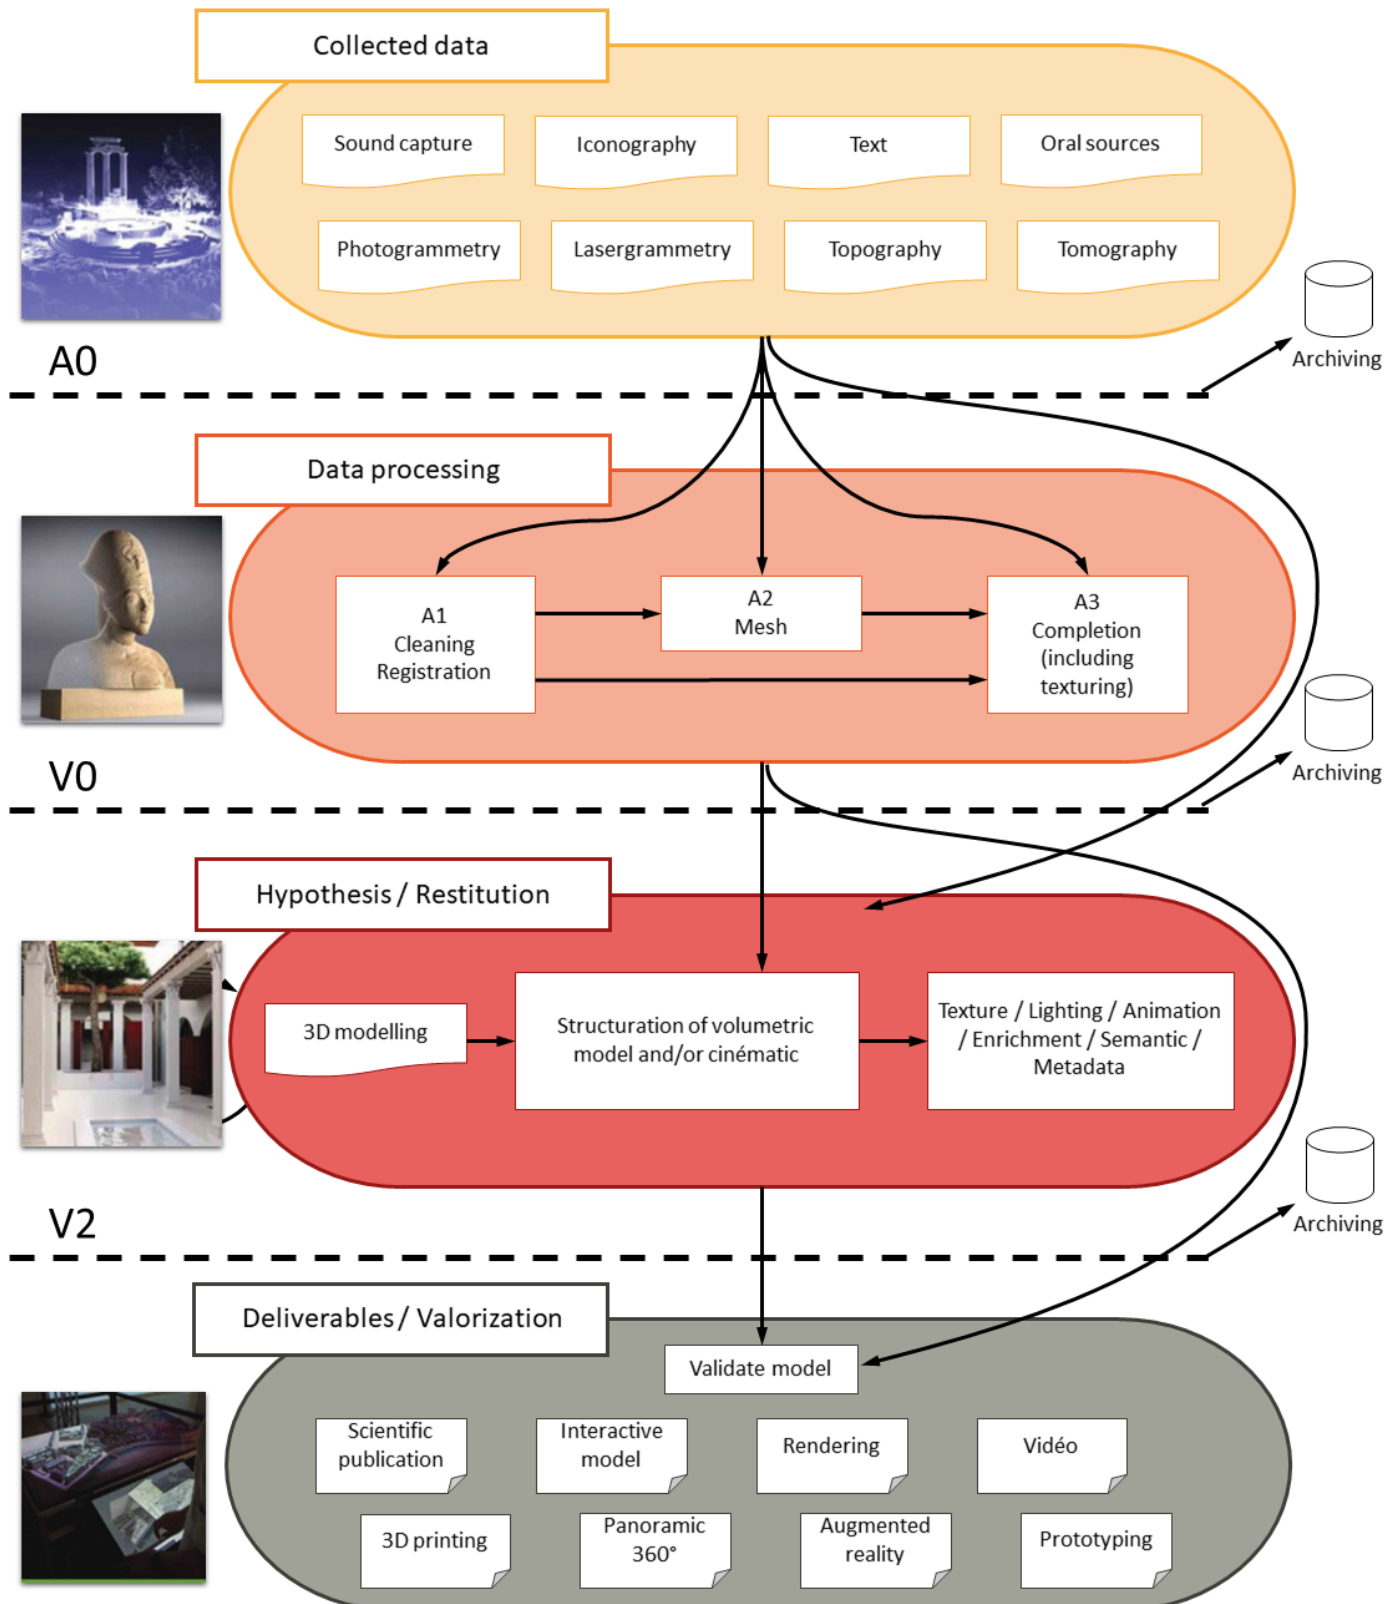 Collected data
Sound capture
Iconography
Text
Oral sources
Photogrammetry
Lasergrammetry
Topography
Tomography
Archiving
A0
Data processing
A1
Cleaning
Registration
A2
Mesh
A3
Completion
(including
texturing)
Archiving
V0
Hypothesis / Restitution
3D modelling
Structuration of volumetric
model and/or cinématic
Texture / Lighting / Animation
/ Enrichment / Semantic /
Metadata
Archiving
V2
Deliverables / Valorization
Validate model
Scientific
publication
Interactive
model
Rendering
Vidéo
3D printing
Panoramic
360°
Augmented
reality
Prototyping